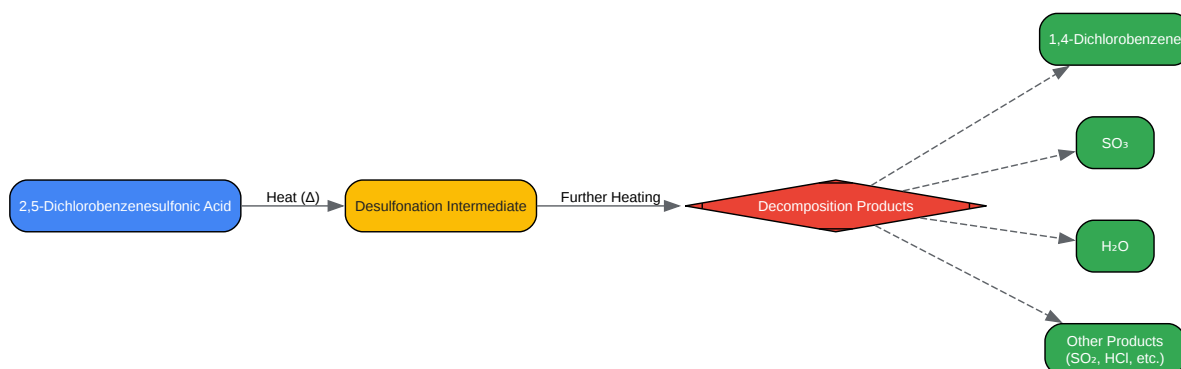 2,5-Dichlorobenzenesulfonic Acid
Heat (Δ)
Desulfonation Intermediate
Further Heating
Decomposition Products
1,4-Dichlorobenzene
SO₃
H₂O
Other Products
(SO₂, HCl, etc.)